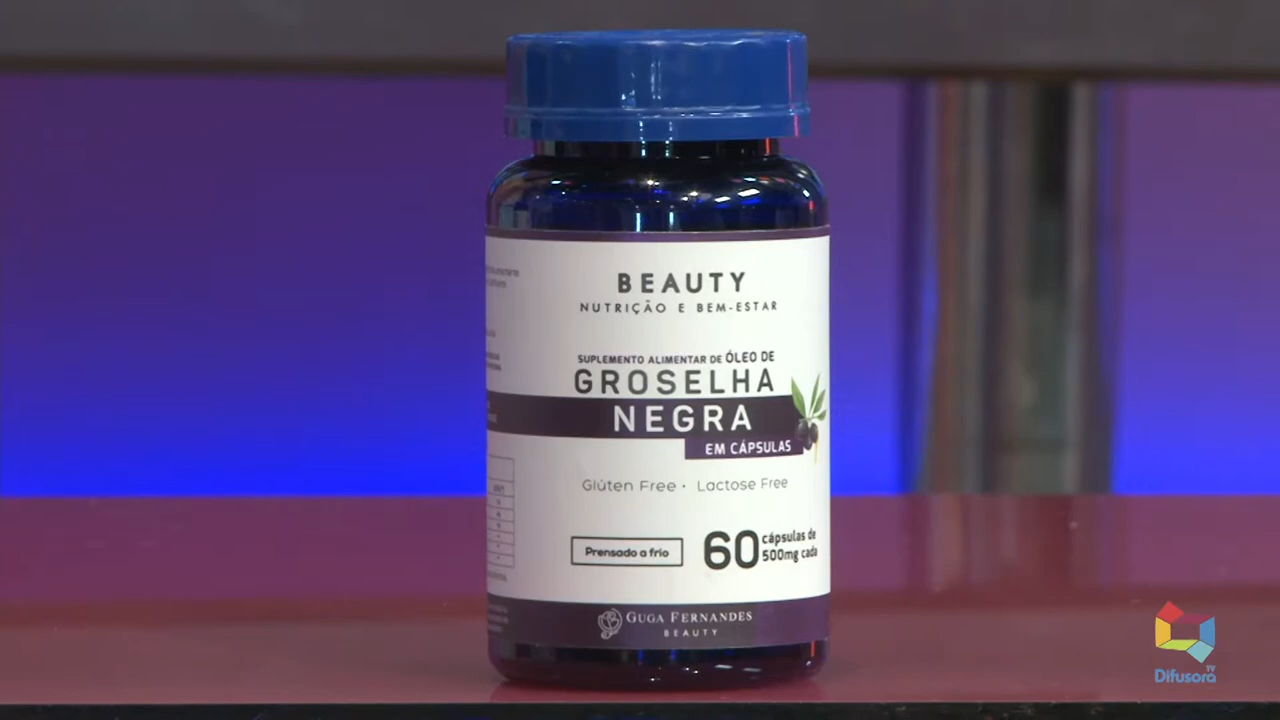 BEAUTY
NUTRIÇÃO E BEM-ESTAR
SUPLEMENTO ALIMENTAR DE ÓLEO DE
GROSELHA
NEGRA
EM CÁPSULAS
Glúten Free • Lactose Free
Prensado a frio
60 cápsulas de
500mg cada
GUGA FERNANDES
BEAUTY
TV
Difusora